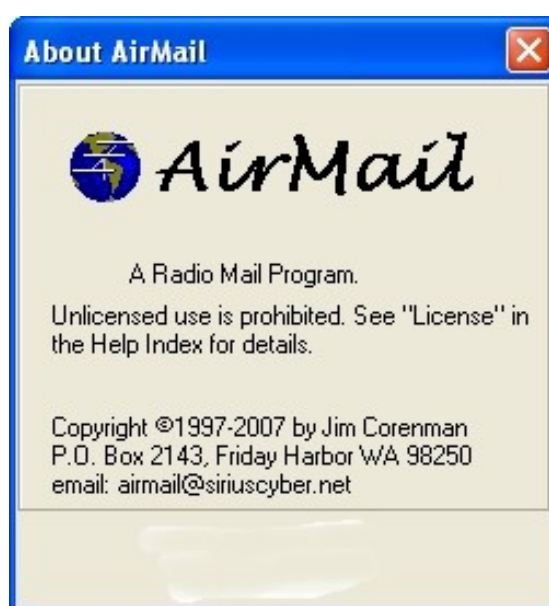 About AirMail
AirMail
A Radio Mail Program.
Unlicensed use is prohibited. See "License" in
the Help Index for details.
Copyright ©1997-2007 by Jim Corenman
P.O. Box 2143, Friday Harbor WA 98250
email: airmail@siriuscyber.net